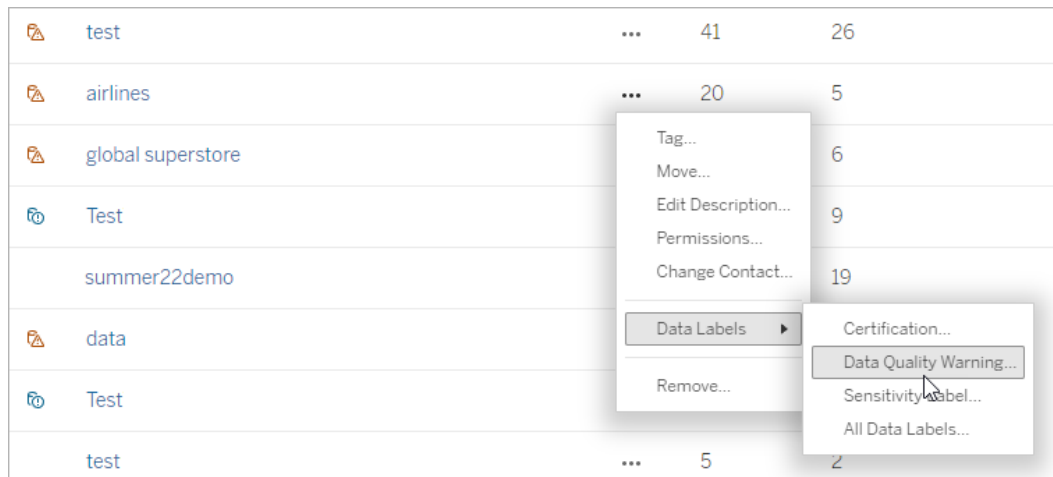 test ... 41 26
airlines ... 20 5
Tag...
global superstore 6
Move...
Edit Description...
Test 9
Permissions...
Change Contact...
summer22demo 19
Data Labels
Certification...
data
Data Quality Warning...
Remove...
Sensitivity Label...
Test
All Data Labels...
test ... 5 2